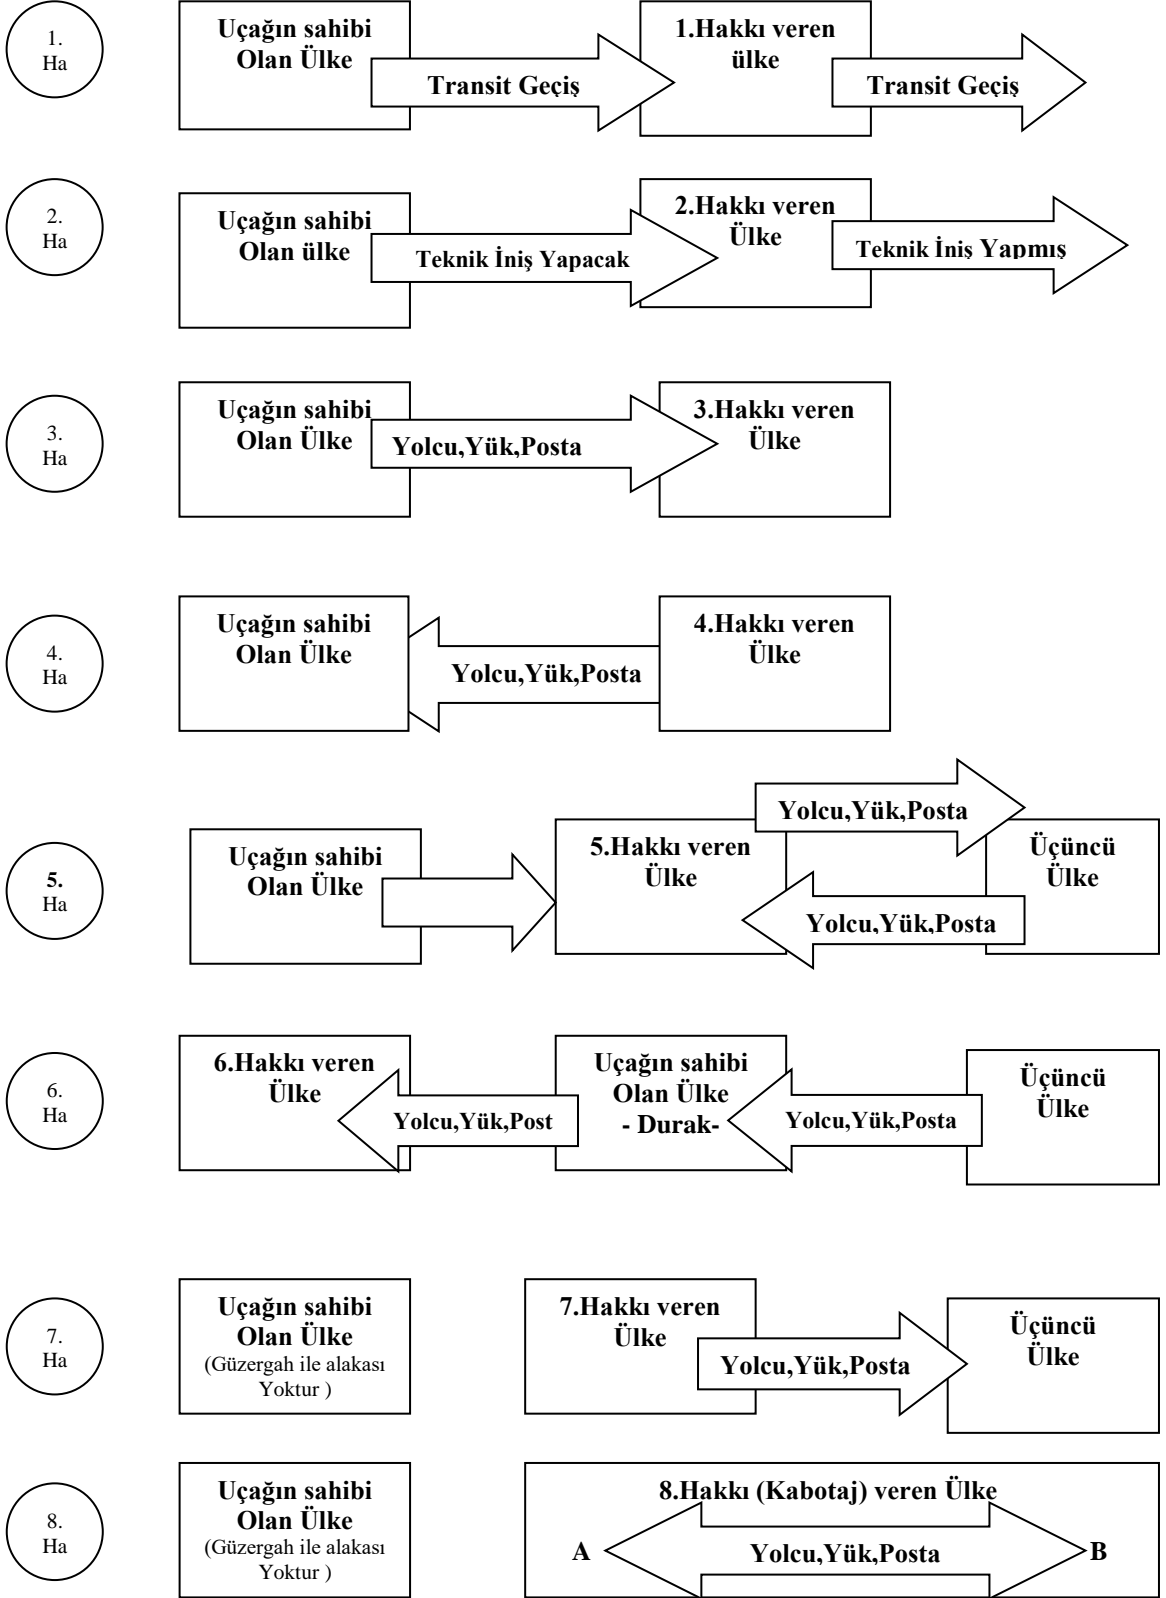 1.
Ha
Uçağın sahibi
Olan Ülke
Transit Geçiş
1.Hakkı veren
ülke
Transit Geçiş
2.
Ha
Uçağın sahibi
Olan ülke
Teknik İniş Yapacak
2.Hakkı veren
Ülke
Teknik İniş Yapmış
3.
Ha
Uçağın sahibi
Olan Ülke
Yolcu,Yük,Posta
3.Hakkı veren
Ülke
4.
Ha
Uçağın sahibi
Olan Ülke
Yolcu,Yük,Posta
4.Hakkı veren
Ülke
5.
Ha
Uçağın sahibi
Olan Ülke
5.Hakkı veren
Ülke
Yolcu,Yük,Posta
Yolcu,Yük,Posta
Üçüncü
Ülke
6.
Ha
6.Hakkı veren
Ülke
Yolcu,Yük,Post
Uçağın sahibi
Olan Ülke
- Durak-
Yolcu,Yük,Posta
Üçüncü
Ülke
7.
Ha
Uçağın sahibi
Olan Ülke
(Güzergah ile alakası
Yoktur )
7.Hakkı veren
Ülke
Yolcu,Yük,Posta
Üçüncü
Ülke
8.
Ha
Uçağın sahibi
Olan Ülke
(Güzergah ile alakası
Yoktur )
8.Hakkı (Kabotaj) veren Ülke
A
Yolcu,Yük,Posta
B